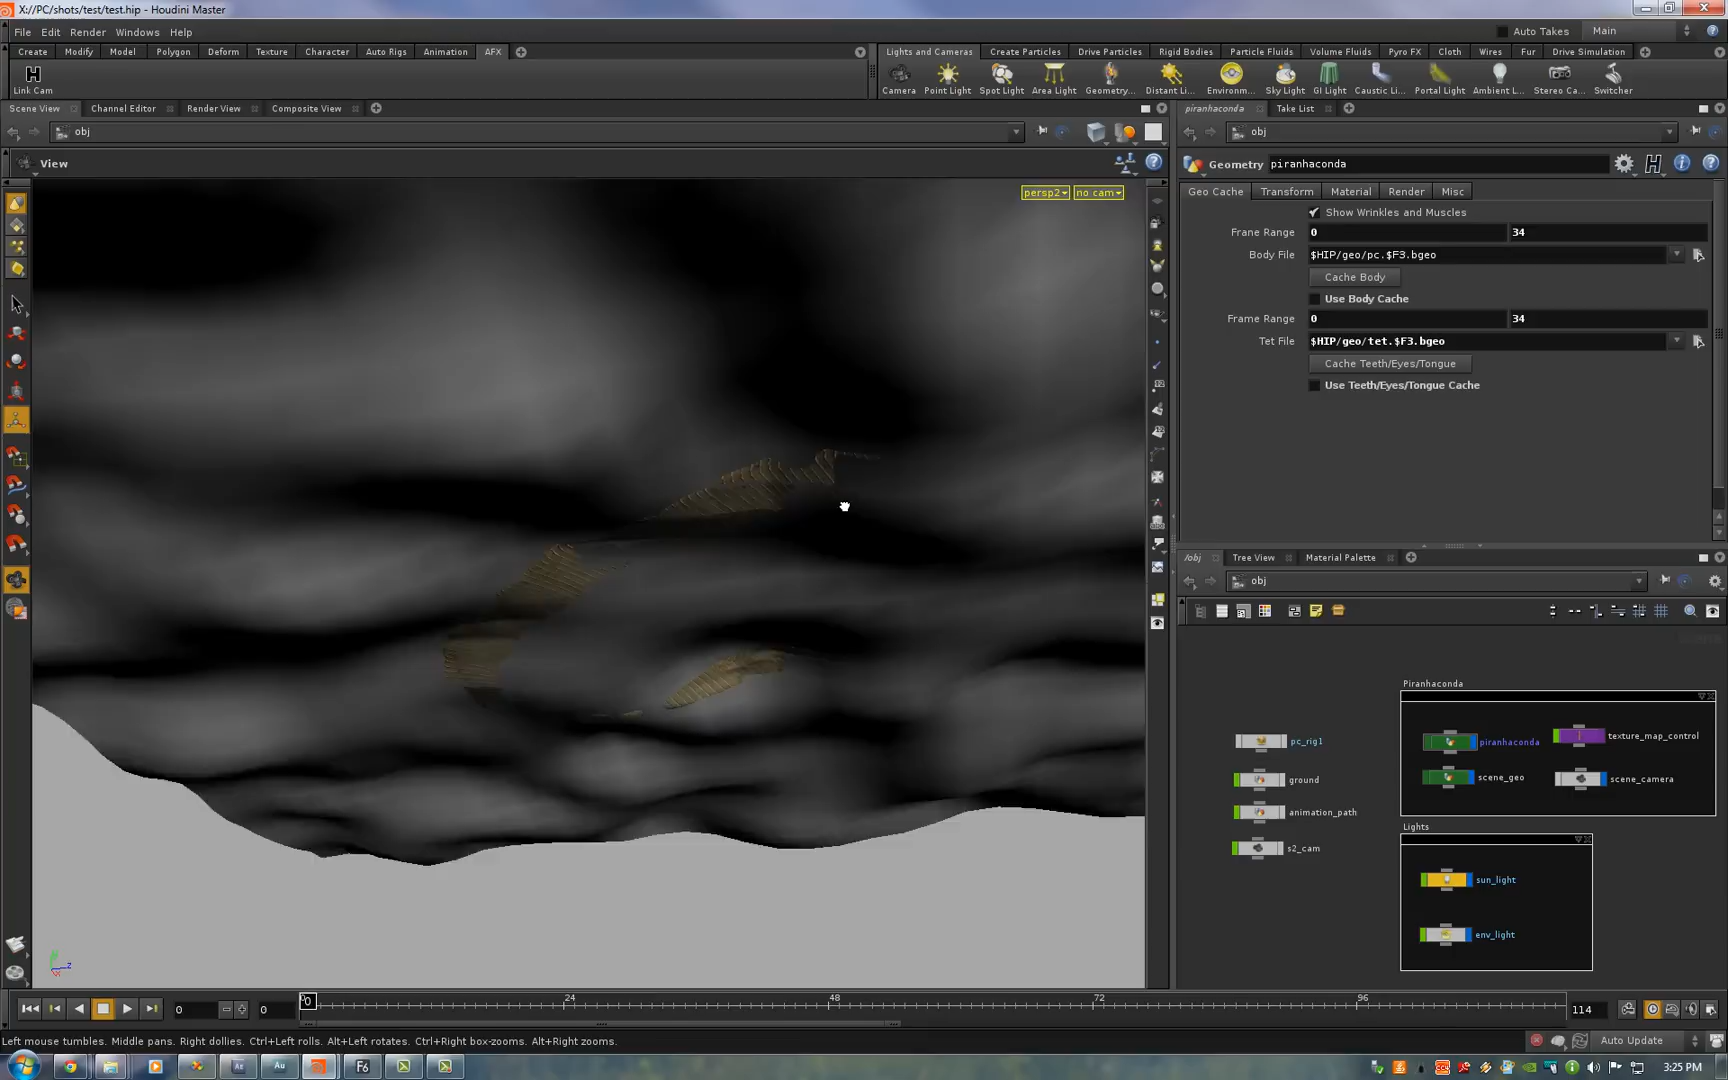 X://PC/shots/test/test.hip - Houdini Master
File Edit Render Windows Help
Auto Takes Main
Create Modify Model Polygon Deform Texture Character Auto Rigs Animation AFX
Lights and Cameras Create Particles Drive Particles Rigid Bodies Particle Fluids Volume Fluids Pyro FX Cloth Wires Fur Drive Simulation
Link Cam
Camera Point Light Spot Light Area Light Geometry... Distant Li... Environm... Sky Light GI Light Caustic Li... Portal Light Ambient L... Stereo Ca... Switcher
Scene View Channel Editor Render View Composite View
piranhaconda Take List
obj
obj
View
persp2 no cam
Geometry piranhaconda
Geo Cache Transform Material Render Misc
Show Wrinkles and Muscles
Frane Range 0 34
Body File $HIP/geo/pc.$F3.bgeo
Cache Body
Use Body Cache
Frame Range 0 34
Tet File $HIP/geo/tet.$F3.bgeo
Cache Teeth/Eyes/Tongue
Use Teeth/Eyes/Tongue Cache
/obj Tree View Material Palette
obj
Piranhaconda
pc_rig1
piranhaconda
texture_map_control
ground
scene_geo
scene_camera
animation_path
Lights
s2_cam
sun_light
env_light
0 0 0 24 48 72 96 114
Left mouse tumbles. Middle pans. Right dollies. Ctrl+Left rolls. Alt+Left rotates. Ctrl+Right box-zooms. Alt+Right zooms.
Auto Update
3:25 PM